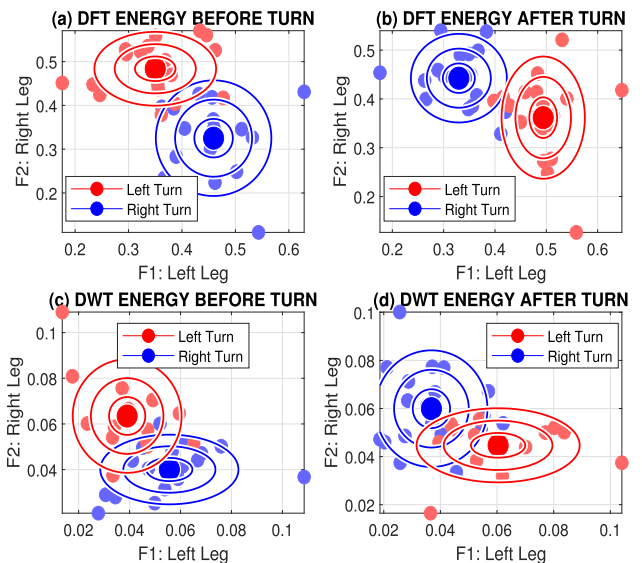 (a) DFT ENERGY BEFORE TURN
F2: Right Leg
0.5
0.4
0.3
0.2
Left Turn
Right Turn
0.2 0.3 0.4 0.5 0.6
F1: Left Leg
(b) DFT ENERGY AFTER TURN
F2: Right Leg
0.5
0.4
0.3
0.2
Left Turn
Right Turn
0.2 0.3 0.4 0.5 0.6
F1: Left Leg
(c) DWT ENERGY BEFORE TURN
F2: Right Leg
0.1
0.08
0.06
0.04
Left Turn
Right Turn
0.02 0.04 0.06 0.08 0.1
F1: Left Leg
(d) DWT ENERGY AFTER TURN
F2: Right Leg
0.1
0.08
0.06
0.04
0.02
Left Turn
Right Turn
0.02 0.04 0.06 0.08 0.1
F1: Left Leg